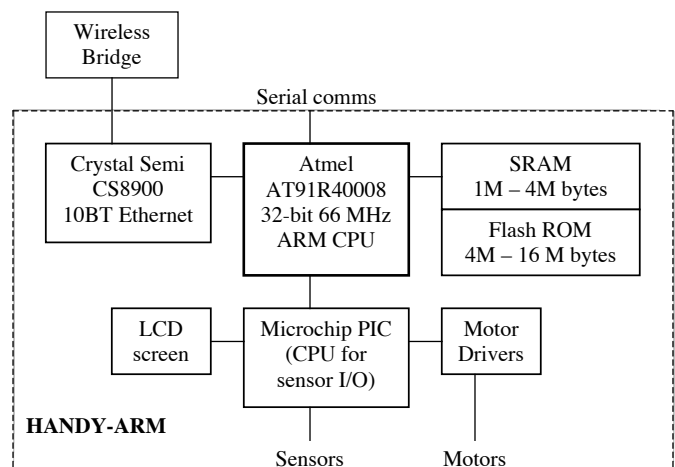 Wireless
Bridge
Serial comms
Crystal Semi
CS8900
10BT Ethernet
Atmel
AT91R40008
32-bit 66 MHz
ARM CPU
SRAM
1M – 4M bytes
Flash ROM
4M – 16 M bytes
LCD
screen
Microchip PIC
(CPU for
sensor I/O)
Motor
Drivers
HANDY-ARM
Sensors
Motors